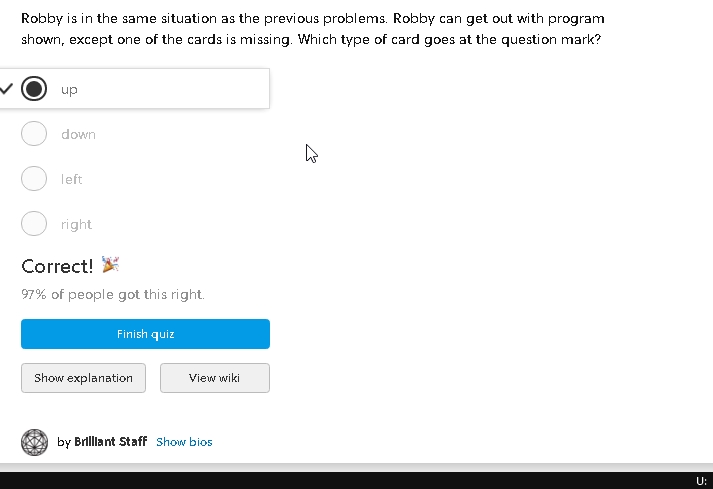 Robby is in the same situation as the previous problems. Robby can get out with program
shown, except one of the cards is missing. Which type of card goes at the question mark?
up
down
left
right
Correct! 🎉
97% of people got this right.
Finish quiz
Show explanation
View wiki
by Brilliant Staff Show bios
U: